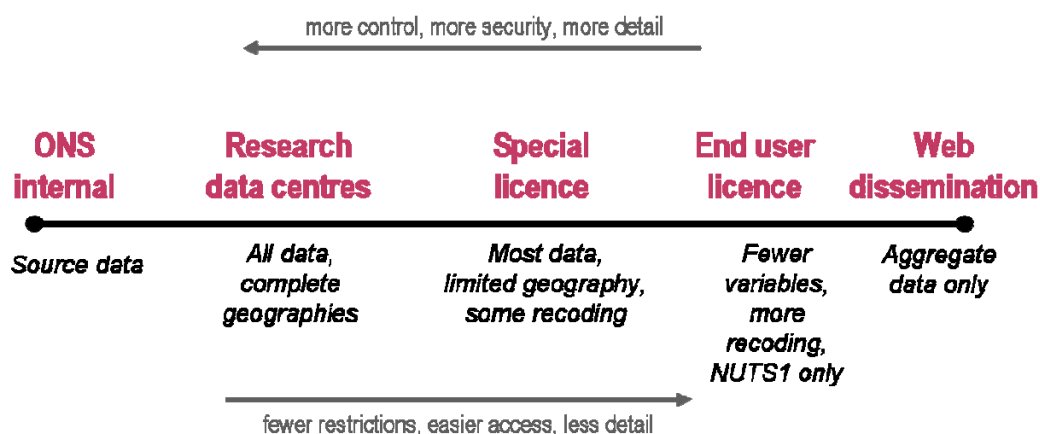 more control, more security, more detail
ONS
internal
Research
data centres
Special
licence
End user
licence
Web
dissemination
Source data
All data,
complete
geographies
Most data,
limited geography,
some recoding
Fewer
variables,
more
recoding,
NUTS1 only
Aggregate
data only
fewer restrictions, easier access, less detail